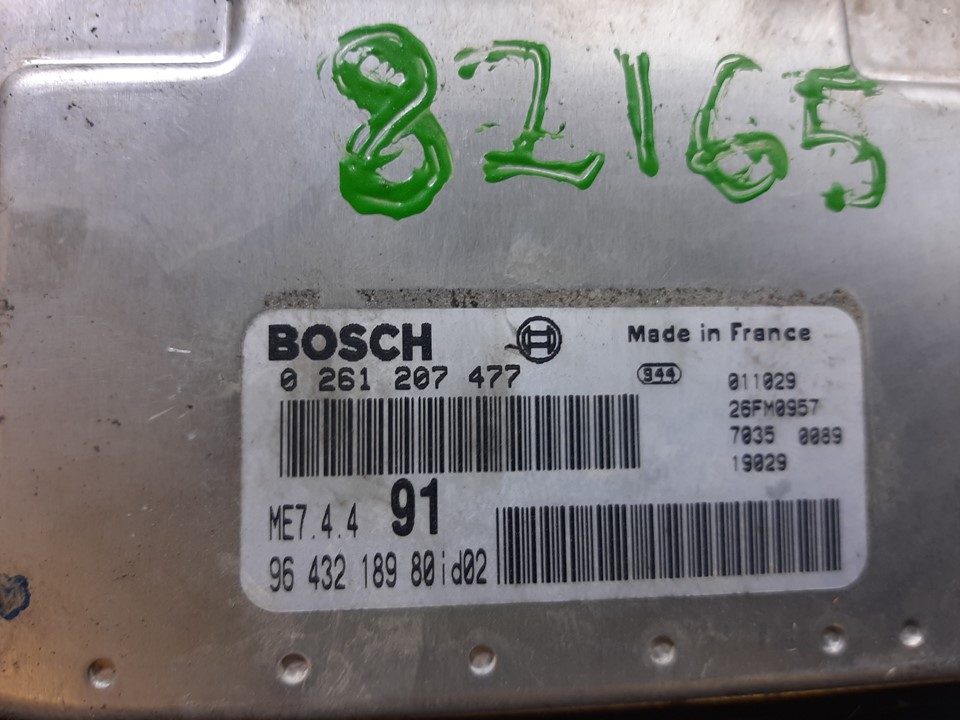 82165
BOSCH
Made in France
0 261 207 477
944
011029
26FM0957
7035 0089
19029
ME7.4.4 91
96 432 189 80id02